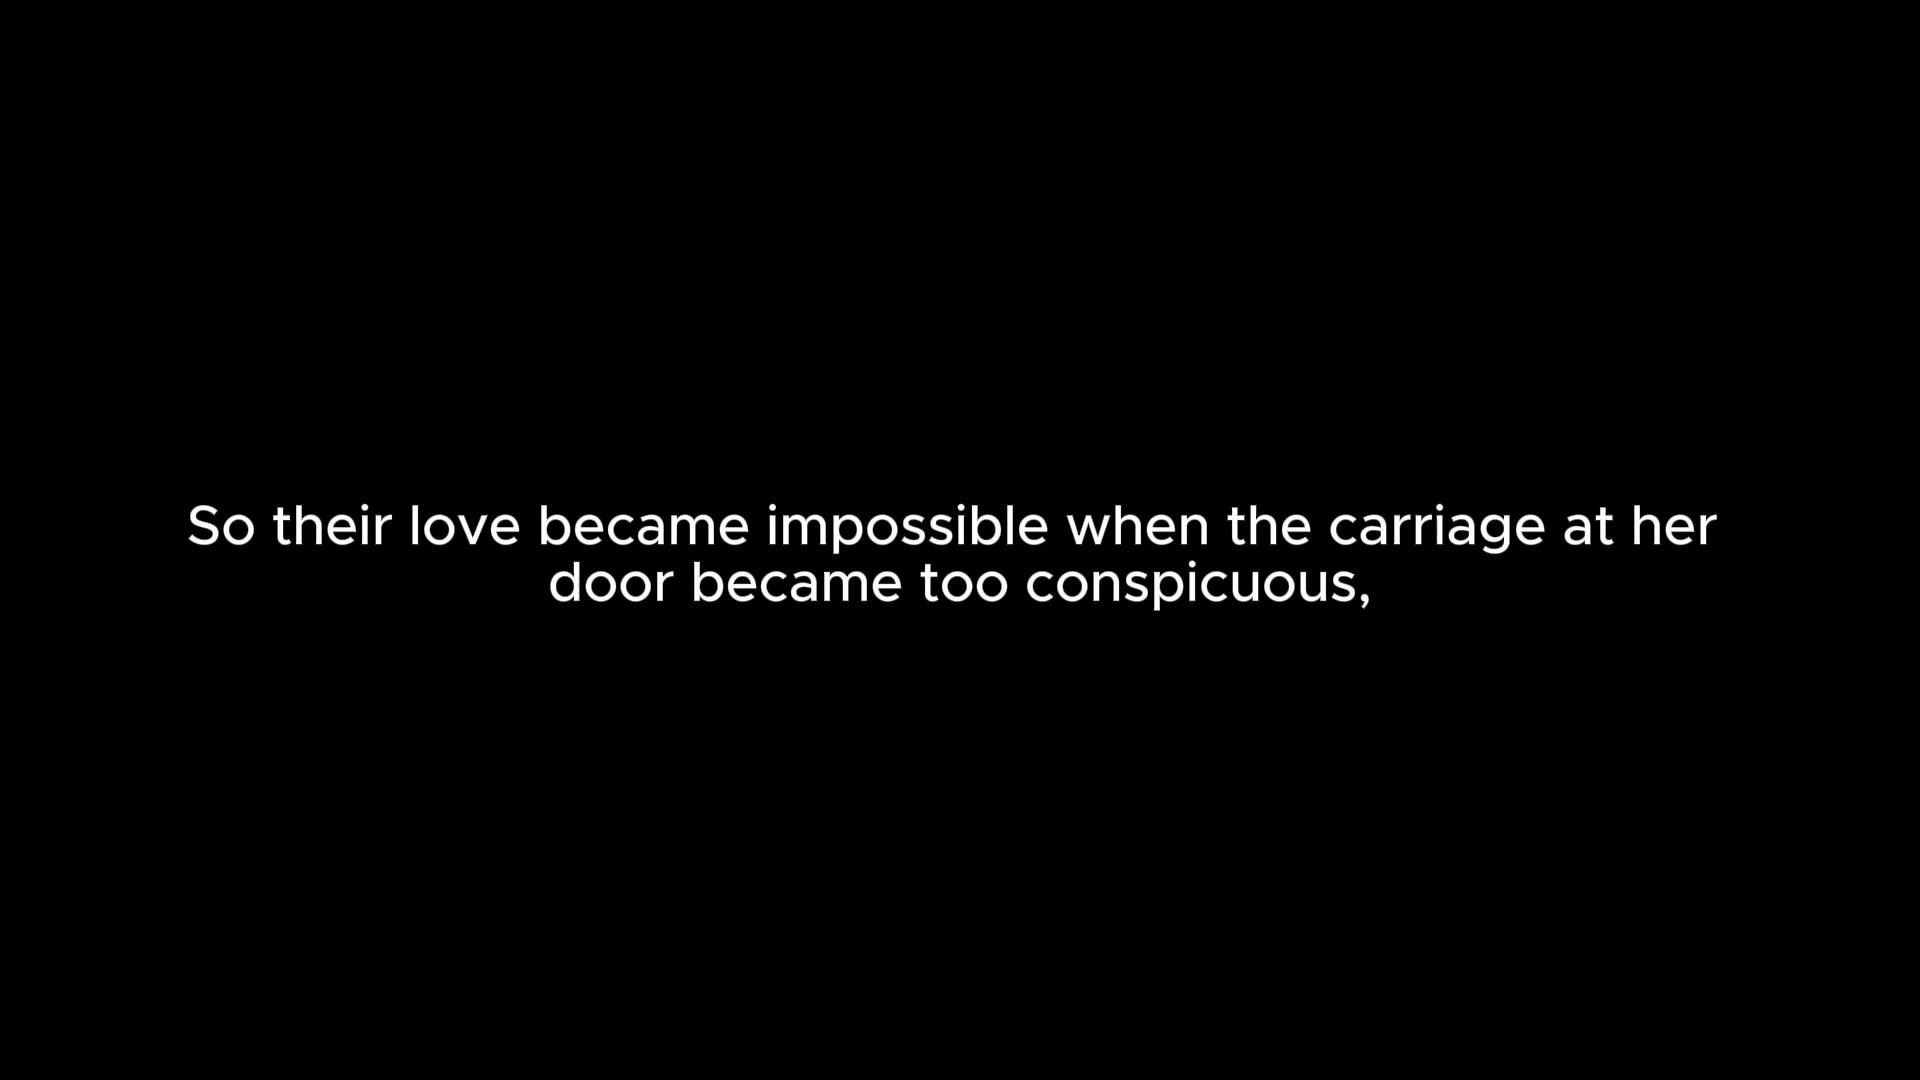 So their love became impossible when the carriage at her
door became too conspicuous,